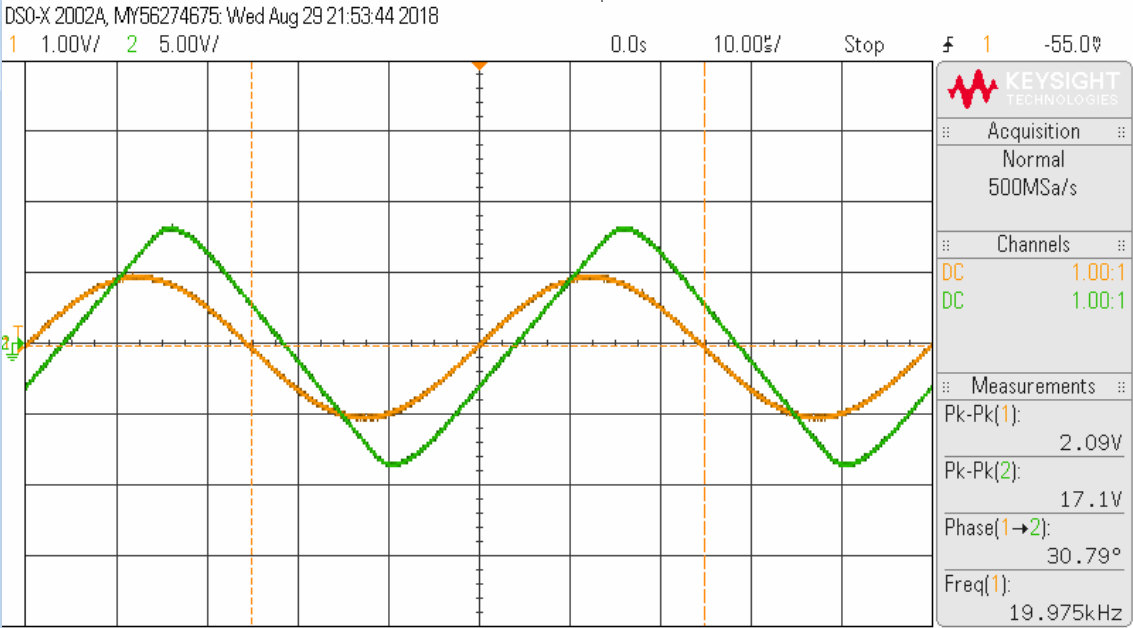 DSO-X 2002A, MY56274675: Wed Aug 29 21:53:44 2018
1 1.00V/ 2 5.00V/ 0.0s 10.00㎲/ Stop 1 -55.0㎷
KEYSIGHT
TECHNOLOGIES
Acquisition
Normal
500MSa/s
Channels
DC 1.00:1
DC 1.00:1
Measurements
Pk-Pk(1):
2.09V
Pk-Pk(2):
17.1V
Phase(1→2):
30.79°
Freq(1):
19.975kHz
2